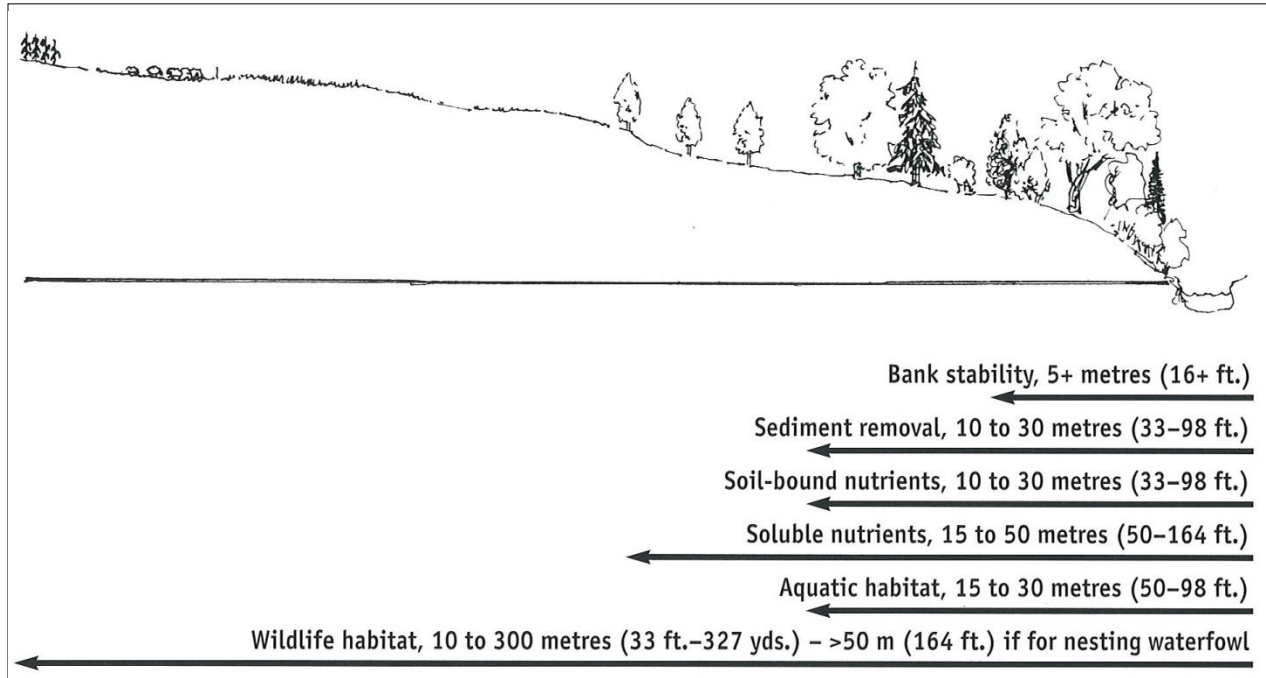 Bank stability, 5+ metres (16+ ft.)
Sediment removal, 10 to 30 metres (33–98 ft.)
Soil-bound nutrients, 10 to 30 metres (33–98 ft.)
Soluble nutrients, 15 to 50 metres (50–164 ft.)
Aquatic habitat, 15 to 30 metres (50–98 ft.)
Wildlife habitat, 10 to 300 metres (33 ft.–327 yds.) – >50 m (164 ft.) if for nesting waterfowl